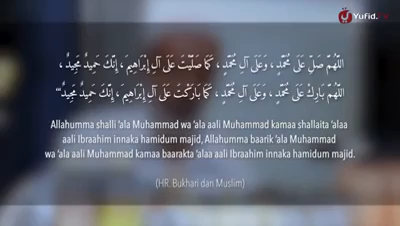 Yufid.TV
اللَّهُمَّ صَلِّ عَلَى مُحَمَّدٍ ، وَعَلَى آلِ مُحَمَّدٍ ، كَمَا صَلَّيْتَ عَلَى آلِ إِبْرَاهِيمَ ، إِنَّكَ حَمِيدٌ مَجِيدٌ ،
اللَّهُمَّ بَارِكْ عَلَى مُحَمَّدٍ ، وَعَلَى آلِ مُحَمَّدٍ ، كَمَا بَارَكْتَ عَلَى آلِ إِبْرَاهِيمَ ، إِنَّكَ حَمِيدٌ مَجِيدٌ"
Allahumma shalli 'ala Muhammad wa 'ala aali Muhammad kamaa shallaita 'alaa
aali Ibraahim innaka hamidum majid, Allahumma baarik 'ala Muhammad
wa 'ala aali Muhammad kamaa baarakta 'alaa aali Ibraahim innaka hamidum majid.
(HR. Bukhari dan Muslim)